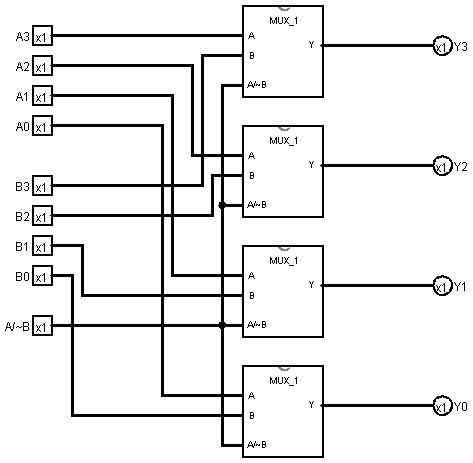 MUX_1
A3 x1
A
Y
x1 Y3
B
A2 x1
A/~B
A1 x1
A0 x1
MUX_1
A
Y
x1 Y2
B3 x1
B
B2 x1
A/~B
B1 x1
MUX_1
B0 x1
A
Y
x1 Y1
B
A/~B x1
A/~B
MUX_1
A
Y
x1 Y0
B
A/~B